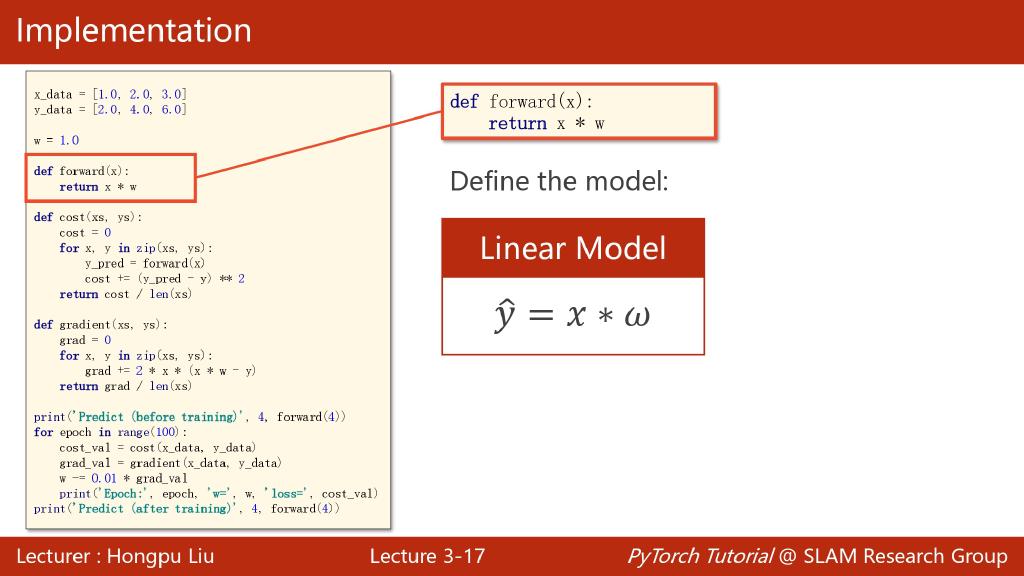 Implementation
x_data = [1.0, 2.0, 3.0]
y_data = [2.0, 4.0, 6.0]
w = 1.0
def forward(x):
    return x * w
def cost(xs, ys):
    cost = 0
    for x, y in zip(xs, ys):
        y_pred = forward(x)
        cost += (y_pred - y) ** 2
    return cost / len(xs)
def gradient(xs, ys):
    grad = 0
    for x, y in zip(xs, ys):
        grad += 2 * x * (x * w - y)
    return grad / len(xs)
print('Predict (before training)', 4, forward(4))
for epoch in range(100):
    cost_val = cost(x_data, y_data)
    grad_val = gradient(x_data, y_data)
    w -= 0.01 * grad_val
    print('Epoch:', epoch, 'w=', w, 'loss=', cost_val)
print('Predict (after training)', 4, forward(4))
def forward(x):
    return x * w
Define the model:
Linear Model
ŷ = x ∗ ω
Lecturer : Hongpu Liu
Lecture 3-17
PyTorch Tutorial @ SLAM Research Group